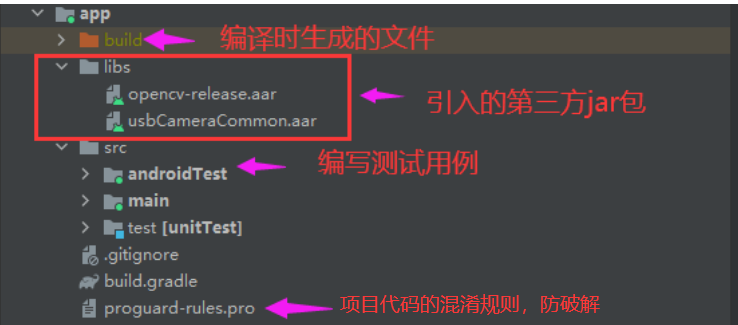 app
build 编译时生成的文件
libs
opencv-release.aar
usbCameraCommon.aar
引入的第三方jar包
src
androidTest 编写测试用例
main
test [unitTest]
.gitignore
build.gradle
proguard-rules.pro 项目代码的混淆规则，防破解